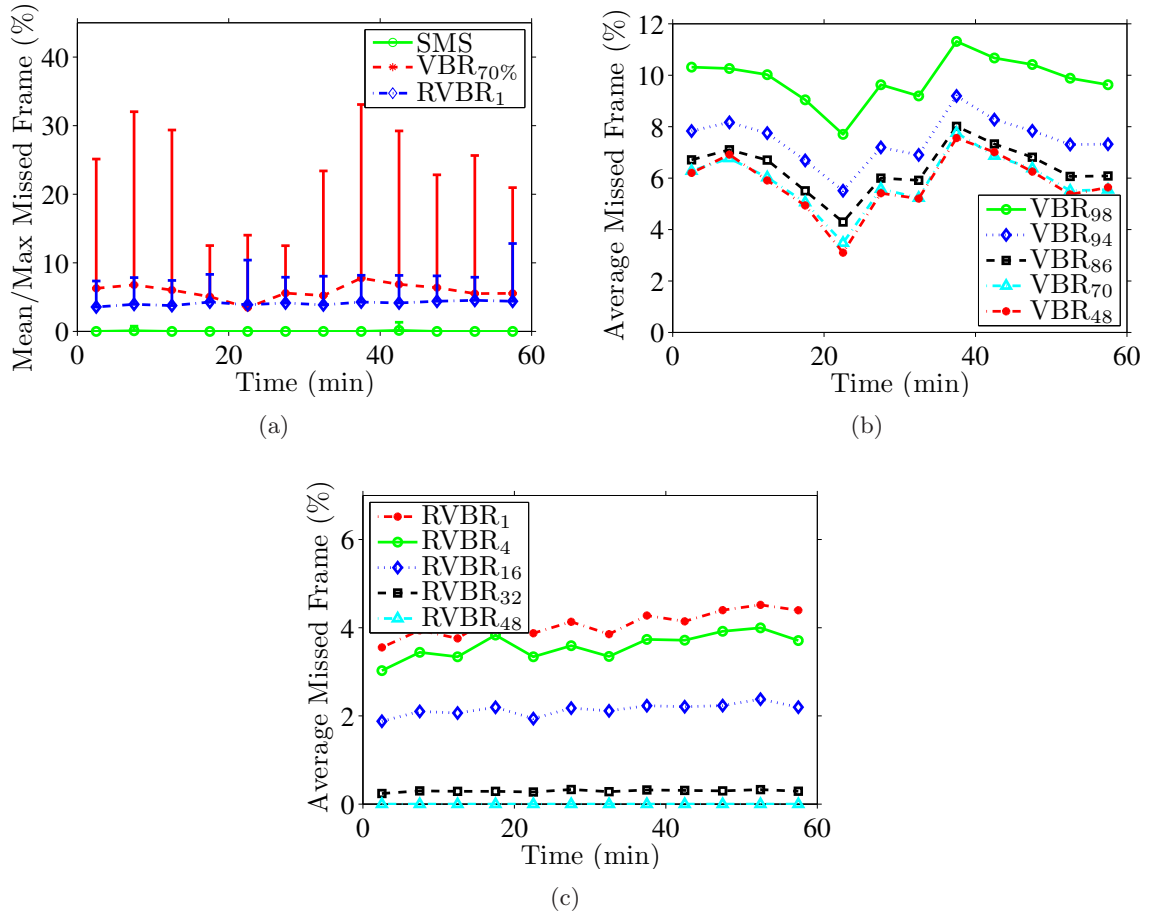 Mean/Max Missed Frame (%)
40
30
20
10
0
0 20 40 60
Time (min)
SMS
VBR70%
RVBR1
(a)
Average Missed Frame (%)
12
10
8
6
4
2
0
0 20 40 60
Time (min)
VBR98
VBR94
VBR86
VBR70
VBR48
(b)
Average Missed Frame (%)
6
4
2
0
0 20 40 60
Time (min)
RVBR1
RVBR4
RVBR16
RVBR32
RVBR48
(c)